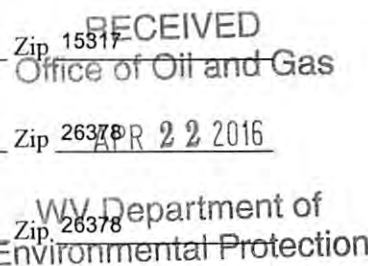 RECEIVED
Zip 15317
Office of Oil and Gas
Zip 26378
APR 22 2016
WV Department of
Zip 26378
Environmental Protection